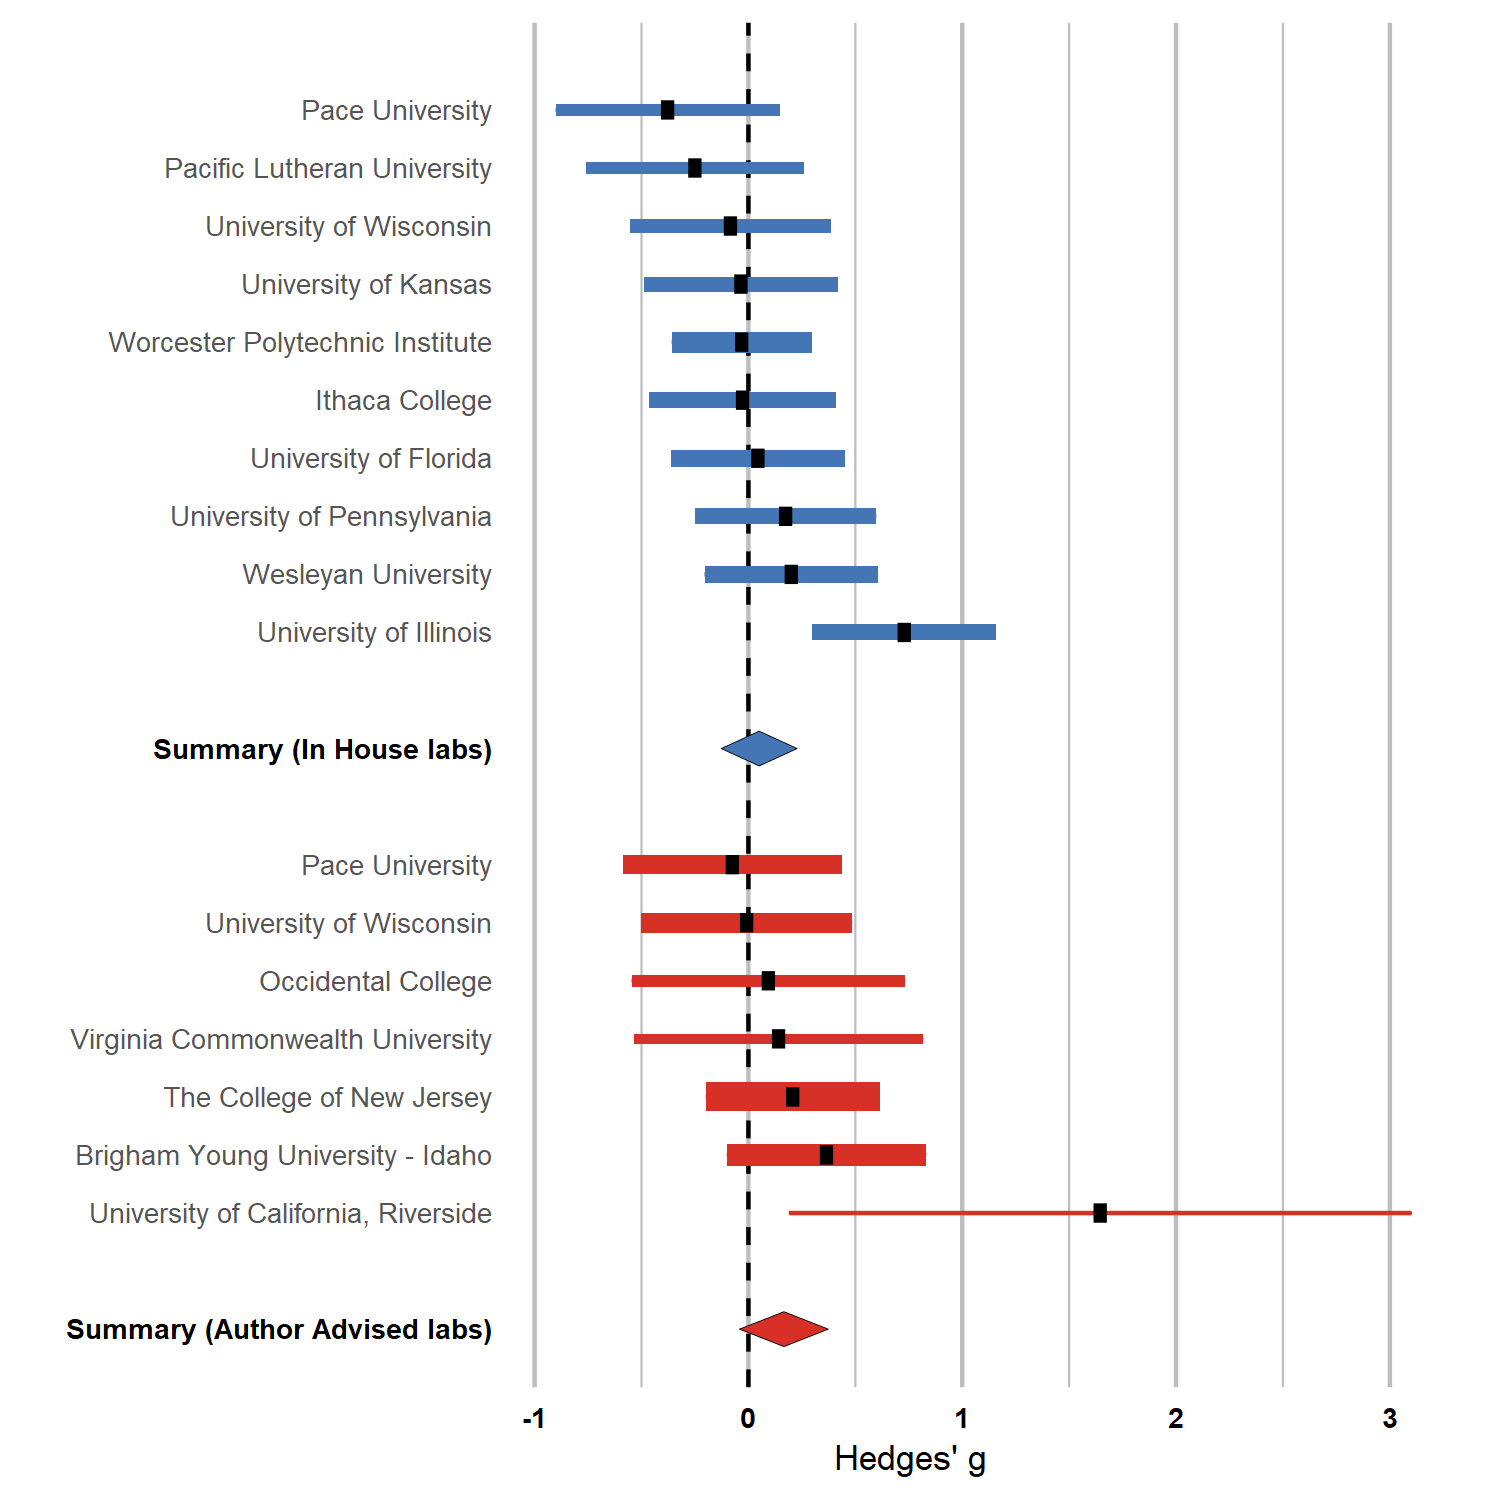 Pace University
Pacific Lutheran University
University of Wisconsin
University of Kansas
Worcester Polytechnic Institute
Ithaca College
University of Florida
University of Pennsylvania
Wesleyan University
University of Illinois
Summary (In House labs)
Pace University
University of Wisconsin
Occidental College
Virginia Commonwealth University
The College of New Jersey
Brigham Young University - Idaho
University of California, Riverside
Summary (Author Advised labs)
-1 0 1 2 3
Hedges' g